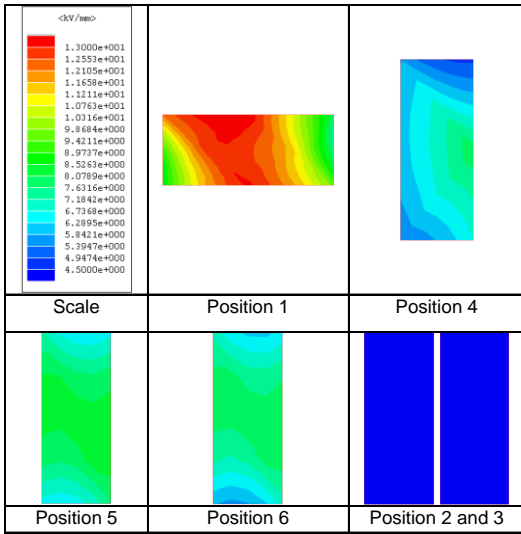 <kV/mm>
1.3000e+001
1.2553e+001
1.2105e+001
1.1658e+001
1.1211e+001
1.0763e+001
1.0316e+001
9.8684e+000
9.4211e+000
8.9737e+000
8.5263e+000
8.0789e+000
7.6316e+000
7.1842e+000
6.7368e+000
6.2895e+000
5.8421e+000
5.3947e+000
4.9474e+000
4.5000e+000
Scale
Position 1
Position 4
Position 5
Position 6
Position 2 and 3